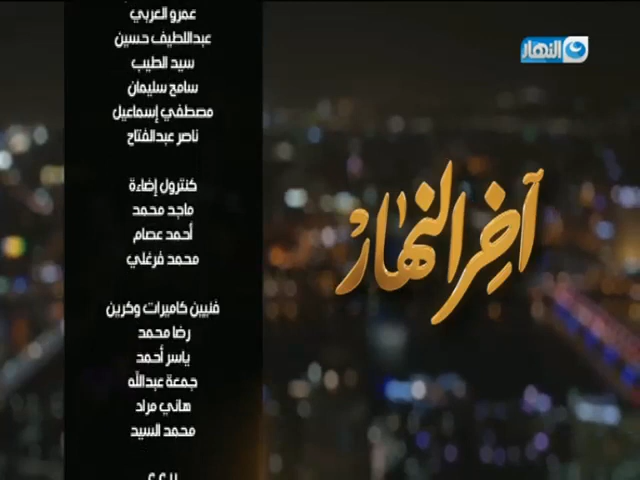 عمرو العربي
عبداللطيف حسين
سيد الطيب
سامح سليمان
مصطفي إسماعيل
ناصر عبدالفتاح
كنترول إضاءة
ماجد محمد
أحمد عصام
محمد فرغلي
فنيين كاميرات وكرين
رضا محمد
ياسر أحمد
جمعة عبدالله
هاني مراد
محمد السيد
النهار
آخر النهار